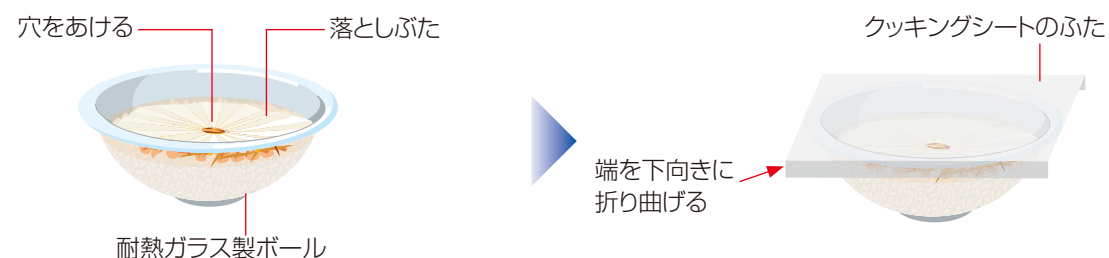 穴をあける
落としぶた
耐熱ガラス製ボール
クッキングシートのふた
端を下向きに
折り曲げる